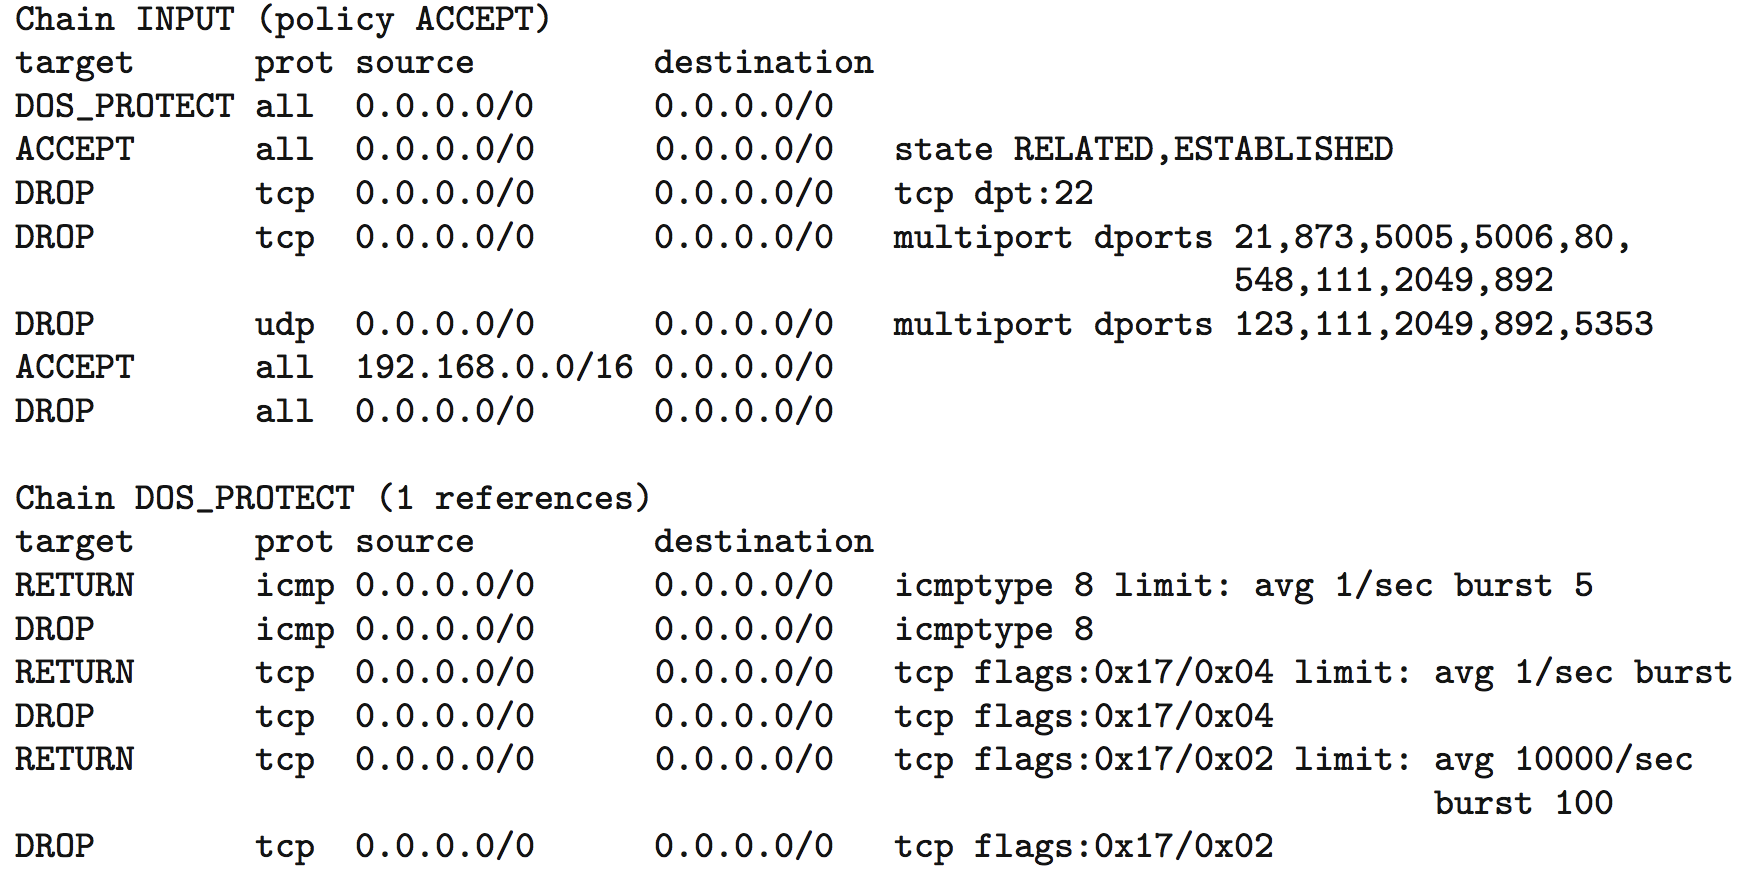 Chain INPUT (policy ACCEPT)
target prot source destination
DOS_PROTECT all 0.0.0.0/0 0.0.0.0/0
ACCEPT all 0.0.0.0/0 0.0.0.0/0 state RELATED,ESTABLISHED
DROP tcp 0.0.0.0/0 0.0.0.0/0 tcp dpt:22
DROP tcp 0.0.0.0/0 0.0.0.0/0 multiport dports 21,873,5005,5006,80,
548,111,2049,892
DROP udp 0.0.0.0/0 0.0.0.0/0 multiport dports 123,111,2049,892,5353
ACCEPT all 192.168.0.0/16 0.0.0.0/0
DROP all 0.0.0.0/0 0.0.0.0/0
Chain DOS_PROTECT (1 references)
target prot source destination
RETURN icmp 0.0.0.0/0 0.0.0.0/0 icmptype 8 limit: avg 1/sec burst 5
DROP icmp 0.0.0.0/0 0.0.0.0/0 icmptype 8
RETURN tcp 0.0.0.0/0 0.0.0.0/0 tcp flags:0x17/0x04 limit: avg 1/sec burst
DROP tcp 0.0.0.0/0 0.0.0.0/0 tcp flags:0x17/0x04
RETURN tcp 0.0.0.0/0 0.0.0.0/0 tcp flags:0x17/0x02 limit: avg 10000/sec
burst 100
DROP tcp 0.0.0.0/0 0.0.0.0/0 tcp flags:0x17/0x02